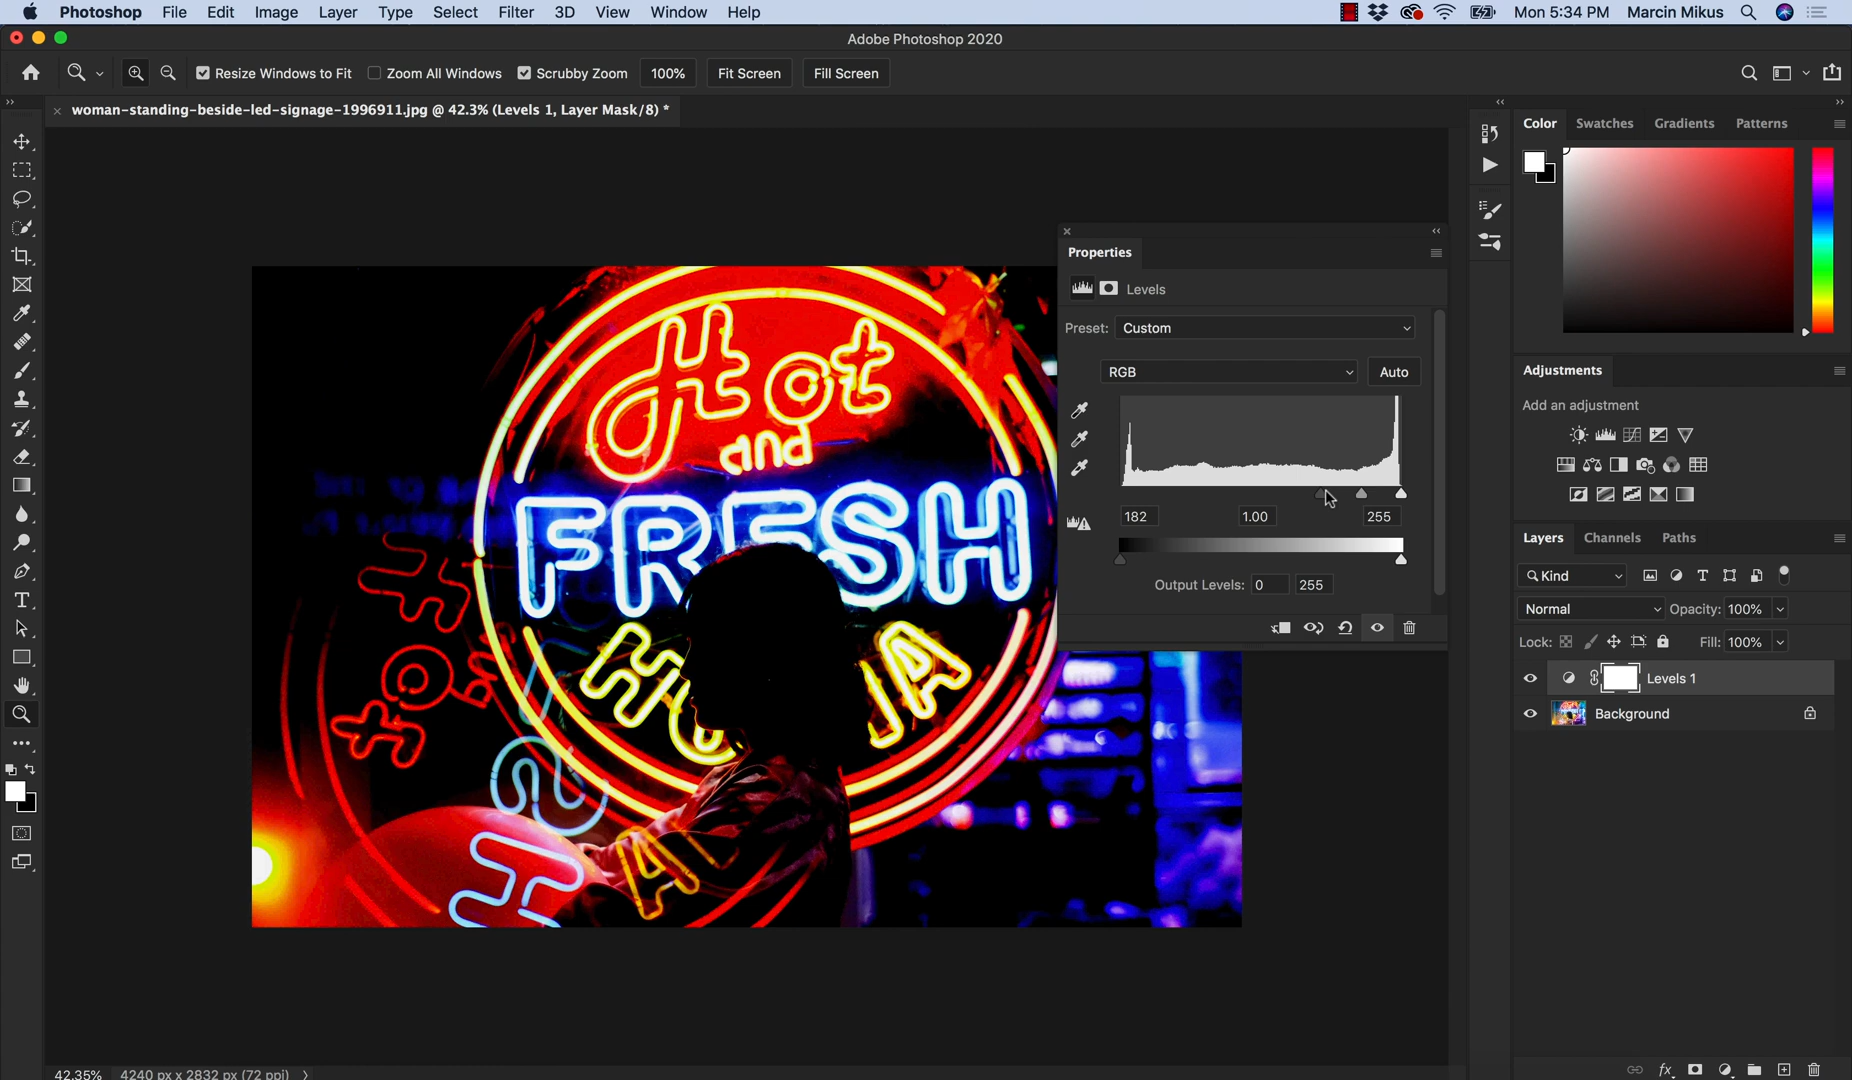 Photoshop File Edit Image Layer Type Select Filter 3D View Window Help Mon 5:34 PM Marcin Mikus
Adobe Photoshop 2020
Resize Windows to Fit Zoom All Windows Scrubby Zoom 100% Fit Screen Fill Screen
woman-standing-beside-led-signage-1996911.jpg @ 42.3% (Levels 1, Layer Mask/8) *
Color Swatches Gradients Patterns
Properties
Levels
Preset: Custom
RGB Auto
182 1.00 255
Output Levels: 0 255
Adjustments
Add an adjustment
Layers Channels Paths
Kind
Normal Opacity: 100%
Lock: Fill: 100%
Levels 1
Background
Hot
and
FRESH
42.35% 4240 px x 2832 px (72 ppi)